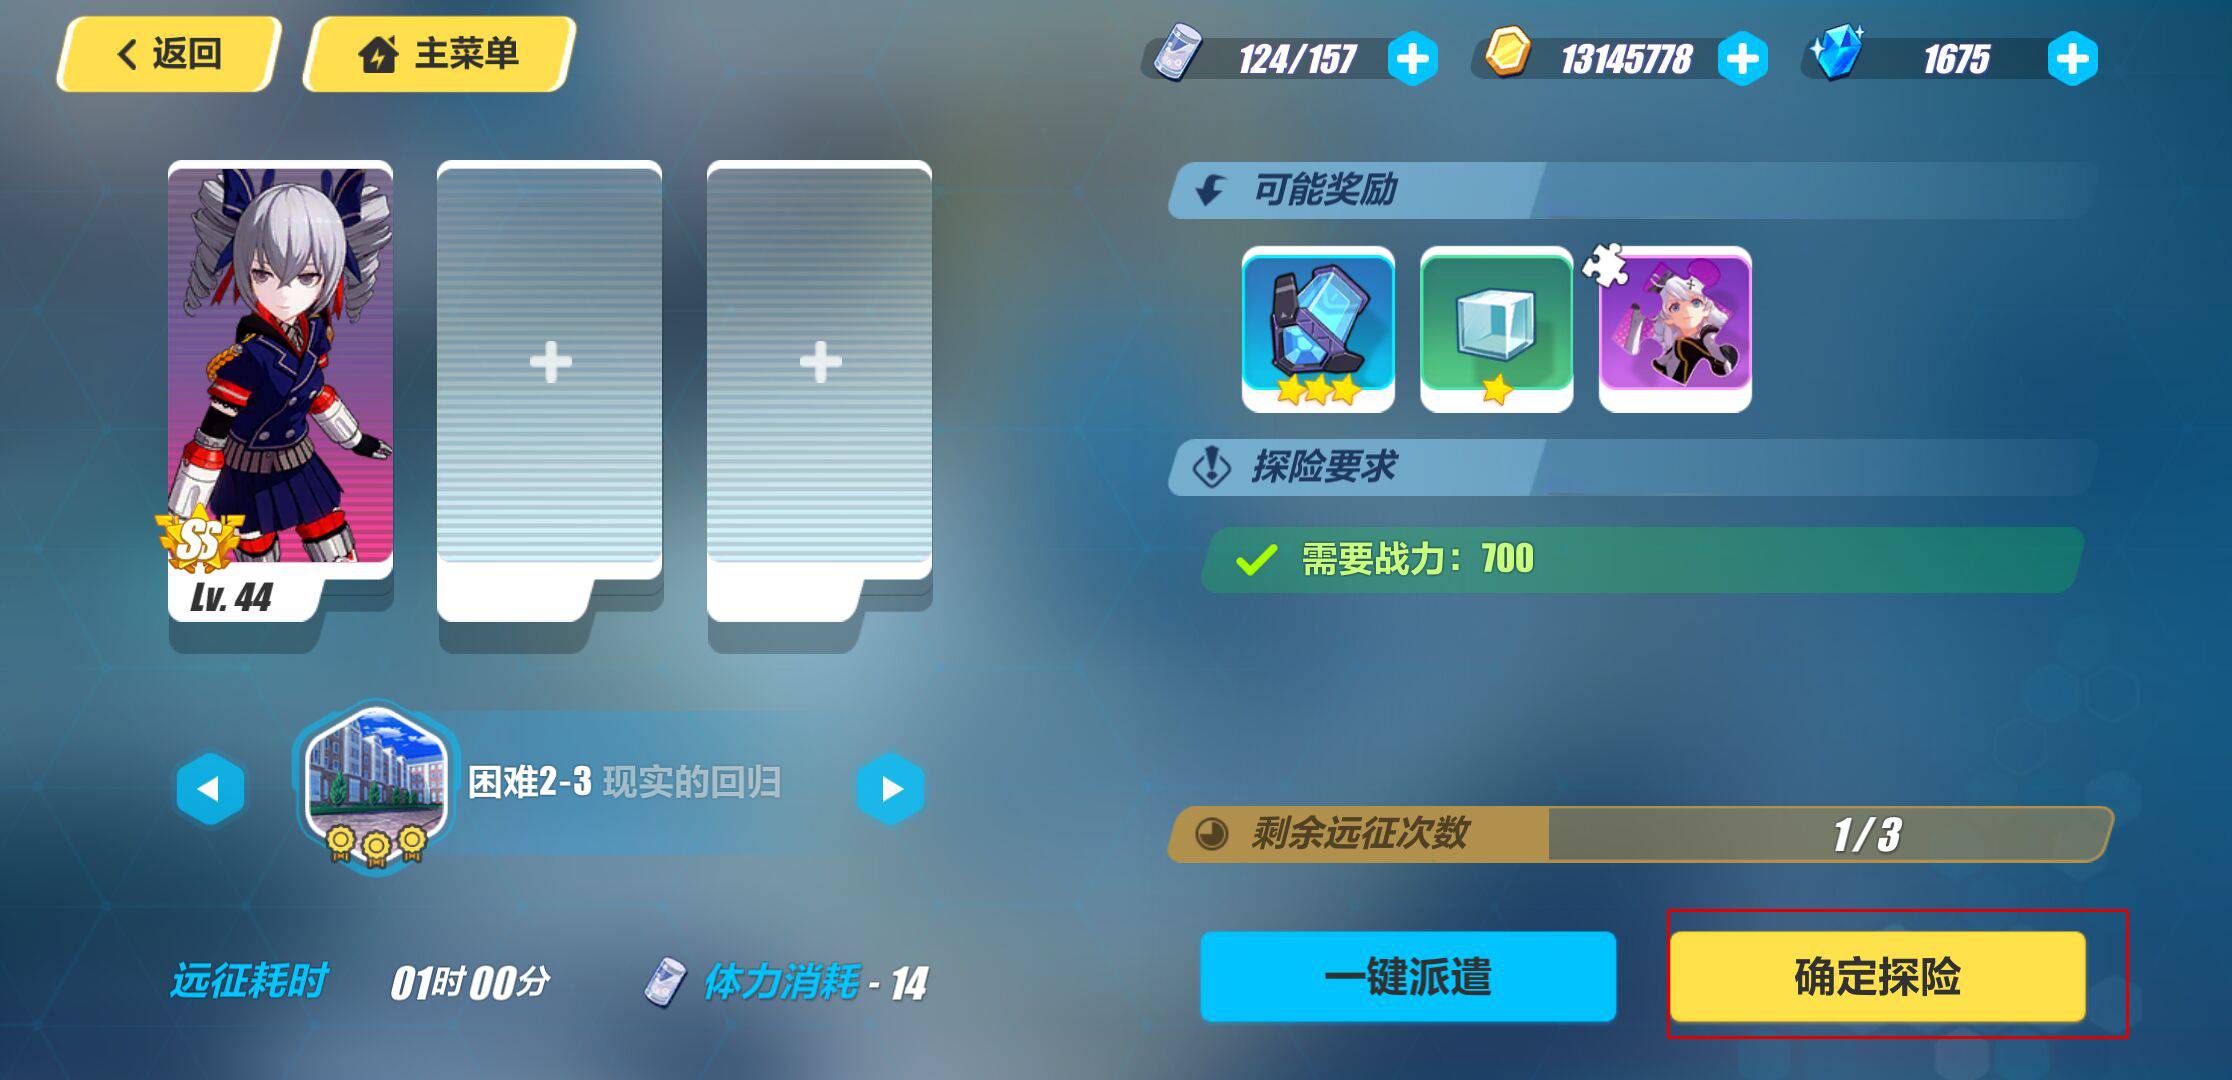 返回
主菜单
124/157
13145778
1675
可能奖励
探险要求
需要战力：700
SS
Lv. 44
困难2-3 现实的回归
剩余远征次数
1/3
远征耗时
01时00分
体力消耗 - 14
一键派遣
确定探险